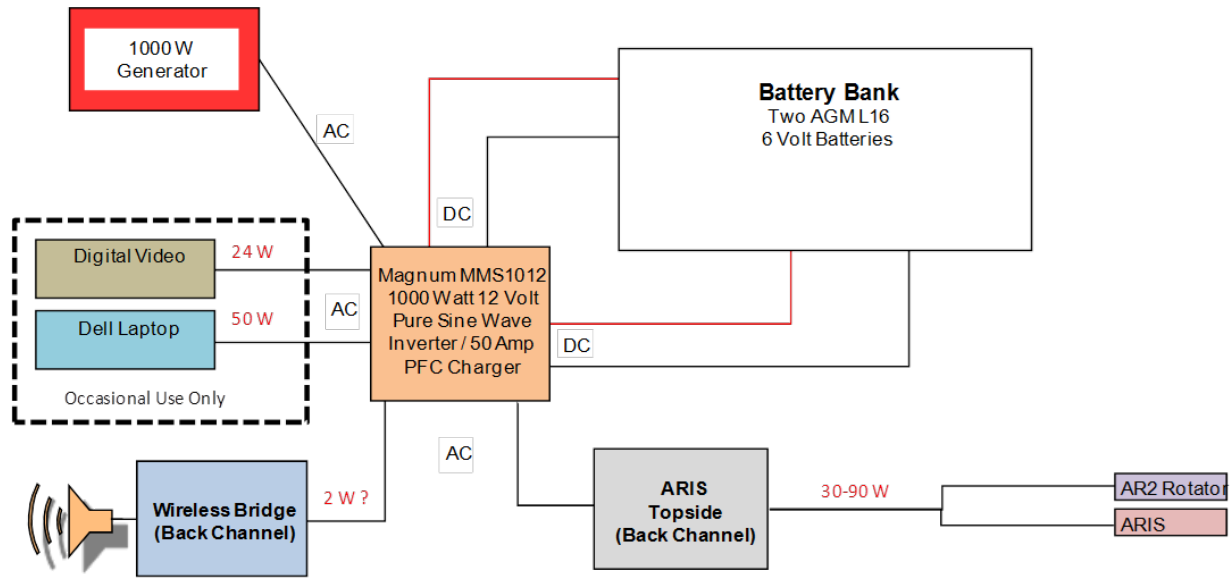 1000 W
Generator
Battery Bank
Two AGM L16
6 Volt Batteries
AC
DC
Digital Video
24 W
Magnum MMS1012
1000 Watt 12 Volt
Pure Sine Wave
Inverter / 50 Amp
PFC Charger
Dell Laptop
50 W
AC
DC
Occasional Use Only
AC
Wireless Bridge
(Back Channel)
2 W ?
ARIS
Topside
(Back Channel)
30-90 W
AR2 Rotator
ARIS